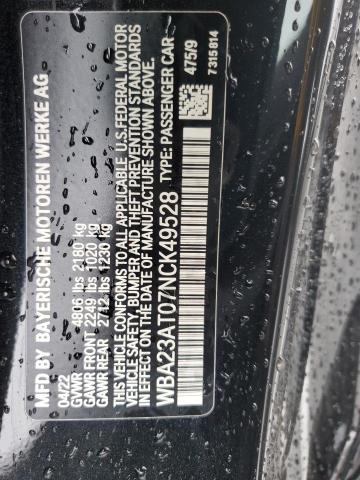 MFD BY BAYERISCHE MOTOREN WERKE AG
04/22
GVWR 4806 lbs 2180 kg
GAWR FRONT 2249 lbs 1020 kg
GAWR REAR 2712 lbs 1230 kg
THIS VEHICLE CONFORMS TO ALL APPLICABLE U.S. FEDERAL MOTOR
VEHICLE SAFETY, BUMPER AND THEFT PREVENTION STANDARDS
IN EFFECT ON THE DATE OF MANUFACTURE SHOWN ABOVE.
WBA23AT07NCK49528 TYPE: PASSENGER CAR
475/9
7 315 814